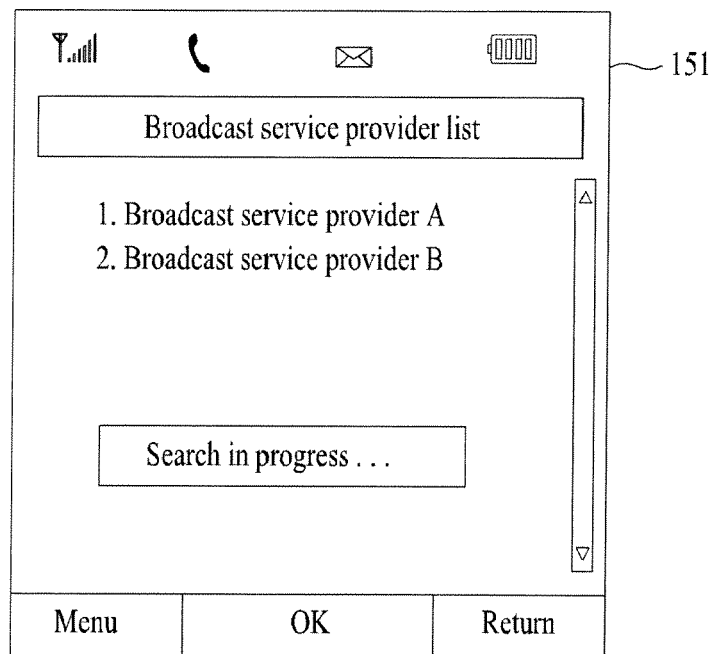 151
Broadcast service provider list
1. Broadcast service provider A
2. Broadcast service provider B
Search in progress . . .
Menu OK Return